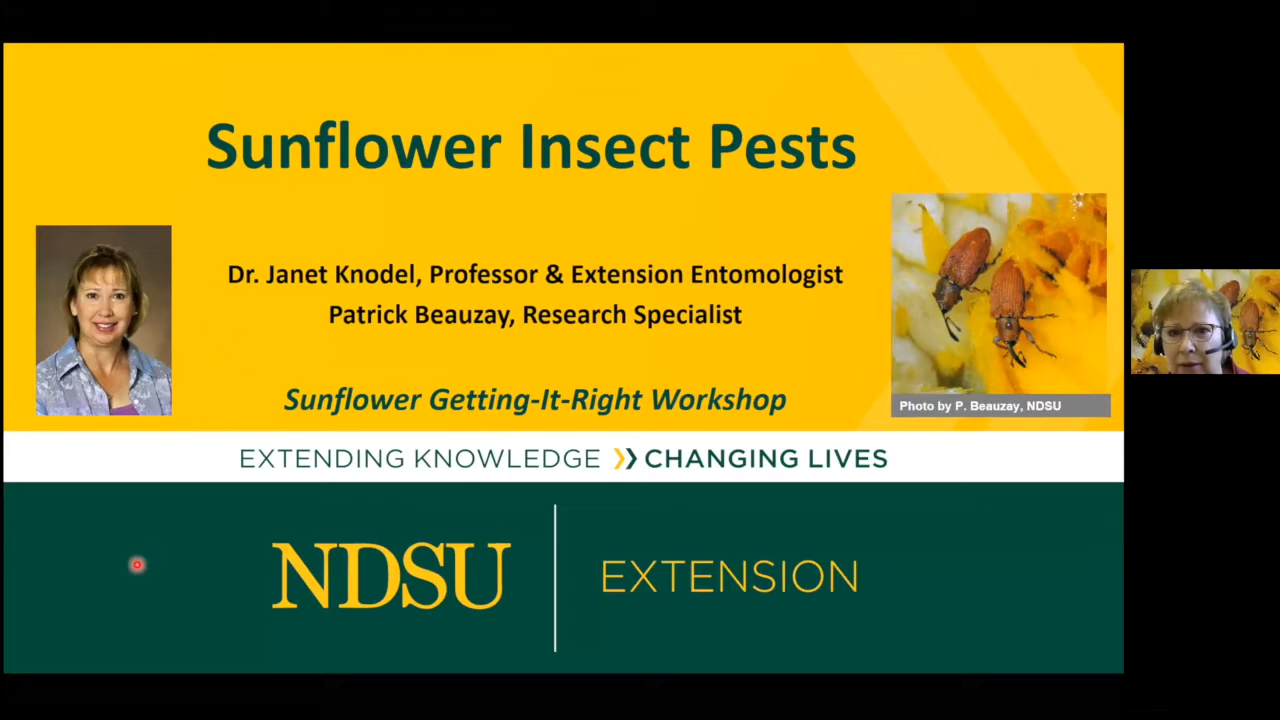 Sunflower Insect Pests
Dr. Janet Knodel, Professor & Extension Entomologist
Patrick Beauzay, Research Specialist
Sunflower Getting-It-Right Workshop
Photo by P. Beauzay, NDSU
EXTENDING KNOWLEDGE CHANGING LIVES
NDSU
EXTENSION